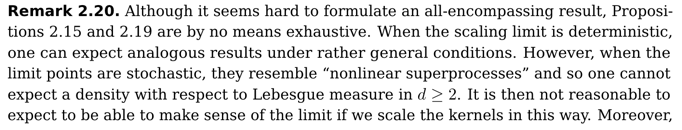 Remark 2.20. Although it seems hard to formulate an all-encompassing result, Proposi-
tions 2.15 and 2.19 are by no means exhaustive. When the scaling limit is deterministic,
one can expect analogous results under rather general conditions. However, when the
limit points are stochastic, they resemble “nonlinear superprocesses” and so one cannot
expect a density with respect to Lebesgue measure in d ≥ 2. It is then not reasonable to
expect to be able to make sense of the limit if we scale the kernels in this way. Moreover,